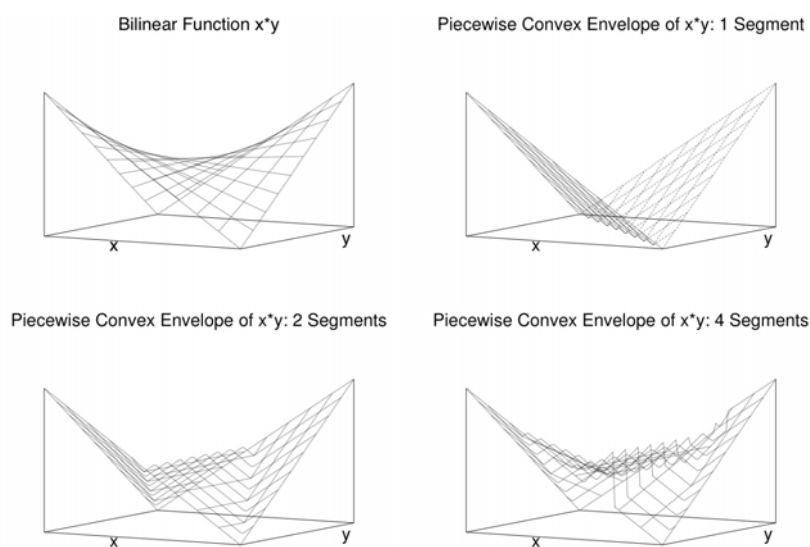 Bilinear Function x*y
Piecewise Convex Envelope of x*y: 1 Segment
x
y
x
y
Piecewise Convex Envelope of x*y: 2 Segments
Piecewise Convex Envelope of x*y: 4 Segments
x
y
x
y